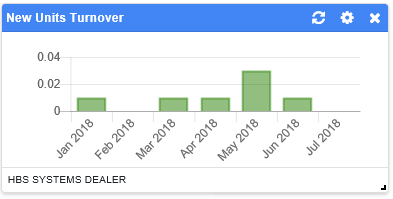 New Units Turnover
0.04
0.02
0
Jan 2018 Feb 2018 Mar 2018 Apr 2018 May 2018 Jun 2018 Jul 2018
HBS SYSTEMS DEALER